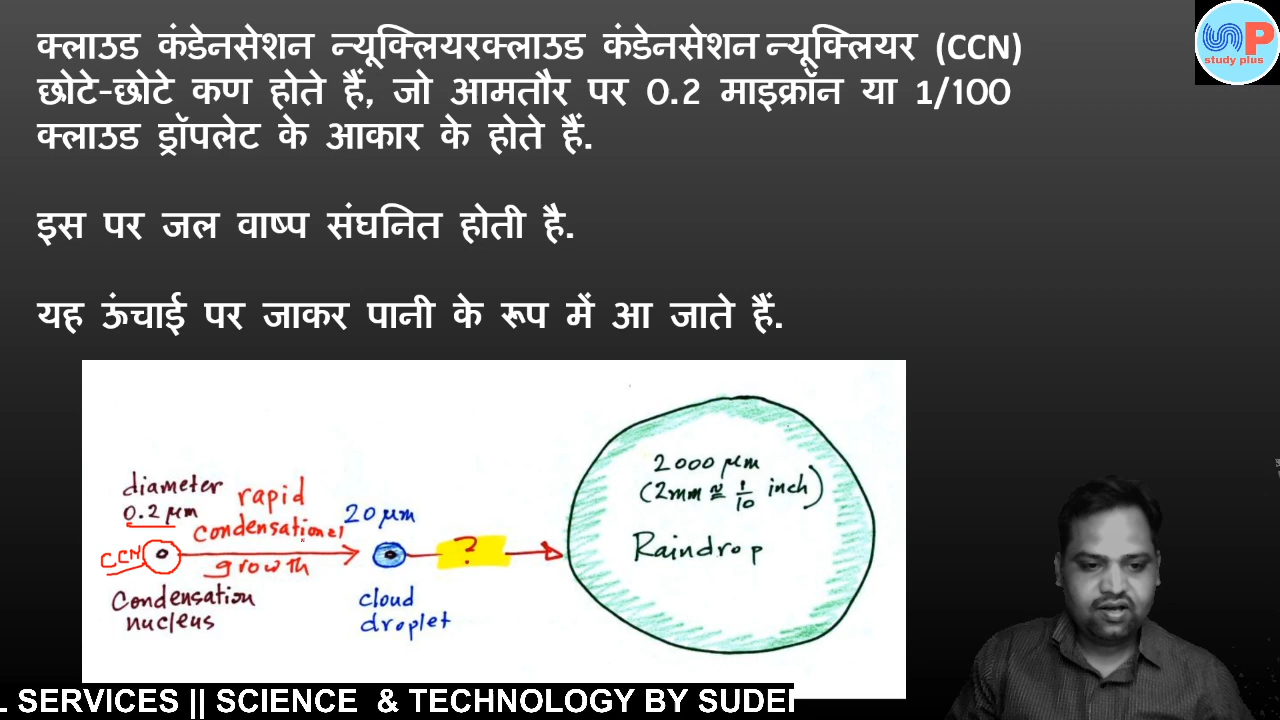 क्लाउड कंडेनसेशन न्यूक्लियरक्लाउड कंडेनसेशन न्यूक्लियर (CCN)
छोटे-छोटे कण होते हैं, जो आमतौर पर 0.2 माइक्रॉन या 1/100
क्लाउड ड्रॉपलेट के आकार के होते हैं.
इस पर जल वाष्प संघनित होती है.
यह ऊंचाई पर जाकर पानी के रूप में आ जाते हैं.
SP
study plus
diameter
0.2 μm
CCN
Condensation
nucleus
rapid
condensational
growth
20 μm
cloud
droplet
?
2000 μm
(2mm ≅ 1/10 inch)
Raindrop
L SERVICES || SCIENCE & TECHNOLOGY BY SUDE